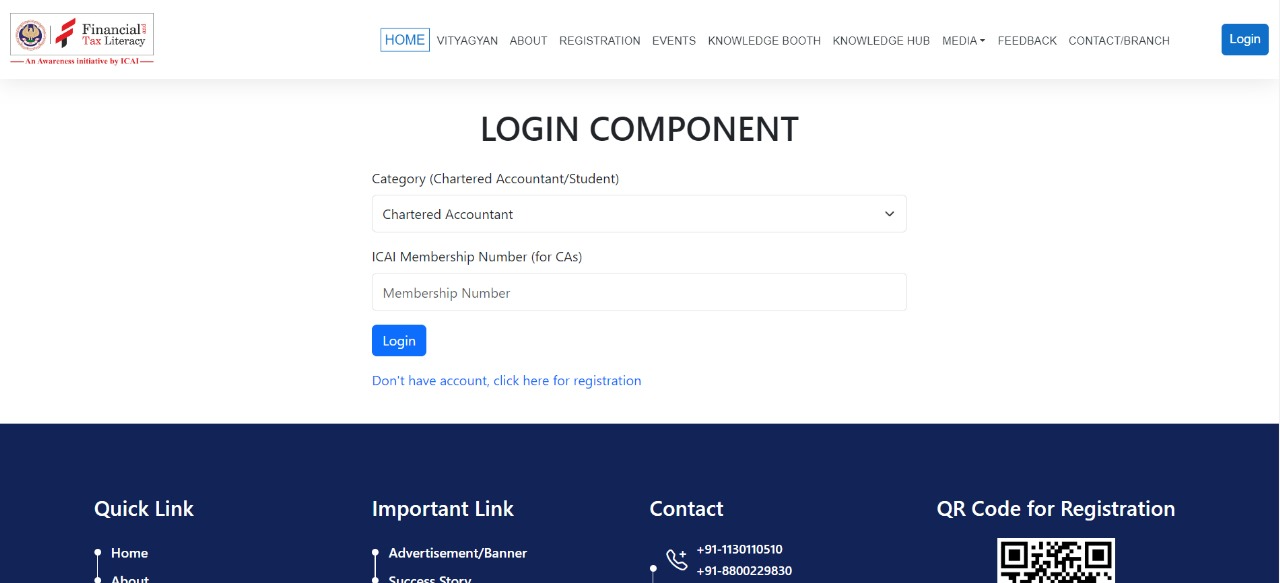 Financial and
Tax Literacy
An Awareness initiative by ICAI
HOME VITYAGYAN ABOUT REGISTRATION EVENTS KNOWLEDGE BOOTH KNOWLEDGE HUB MEDIA FEEDBACK CONTACT/BRANCH Login
LOGIN COMPONENT
Category (Chartered Accountant/Student)
Chartered Accountant
ICAI Membership Number (for CAs)
Membership Number
Login
Don't have account, click here for registration
Quick Link
Home
About
Important Link
Advertisement/Banner
Success Story
Contact
+91-1130110510
+91-8800229830
QR Code for Registration